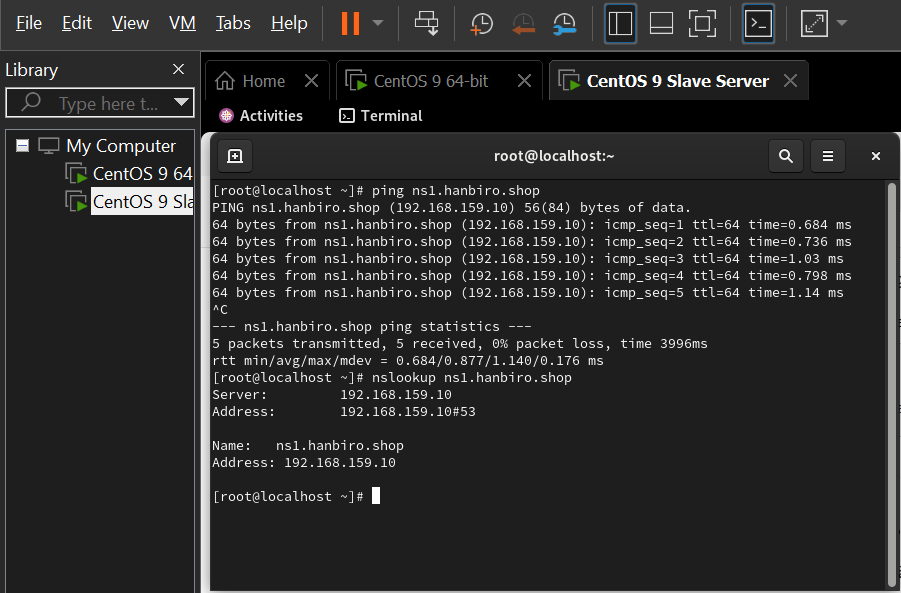 File Edit View VM Tabs Help
Library
Type here t...
My Computer
CentOS 9 64
CentOS 9 Sla
Home
CentOS 9 64-bit
CentOS 9 Slave Server
Activities
Terminal
root@localhost:~
[root@localhost ~]# ping ns1.hanbiro.shop
PING ns1.hanbiro.shop (192.168.159.10) 56(84) bytes of data.
64 bytes from ns1.hanbiro.shop (192.168.159.10): icmp_seq=1 ttl=64 time=0.684 ms
64 bytes from ns1.hanbiro.shop (192.168.159.10): icmp_seq=2 ttl=64 time=0.736 ms
64 bytes from ns1.hanbiro.shop (192.168.159.10): icmp_seq=3 ttl=64 time=1.03 ms
64 bytes from ns1.hanbiro.shop (192.168.159.10): icmp_seq=4 ttl=64 time=0.798 ms
64 bytes from ns1.hanbiro.shop (192.168.159.10): icmp_seq=5 ttl=64 time=1.14 ms
^C
--- ns1.hanbiro.shop ping statistics ---
5 packets transmitted, 5 received, 0% packet loss, time 3996ms
rtt min/avg/max/mdev = 0.684/0.877/1.140/0.176 ms
[root@localhost ~]# nslookup ns1.hanbiro.shop
Server: 192.168.159.10
Address: 192.168.159.10#53
Name: ns1.hanbiro.shop
Address: 192.168.159.10
[root@localhost ~]#